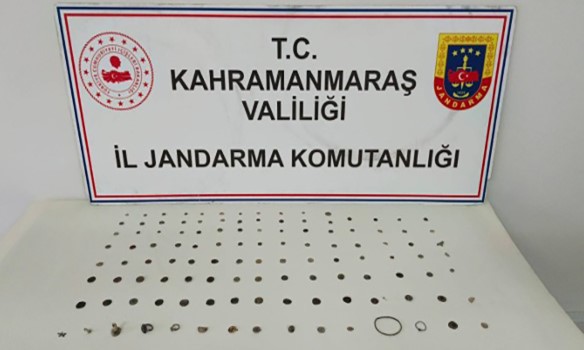 T.C.
KAHRAMANMARAŞ
VALİLİĞİ
İL JANDARMA KOMUTANLIĞI
JANDARMA